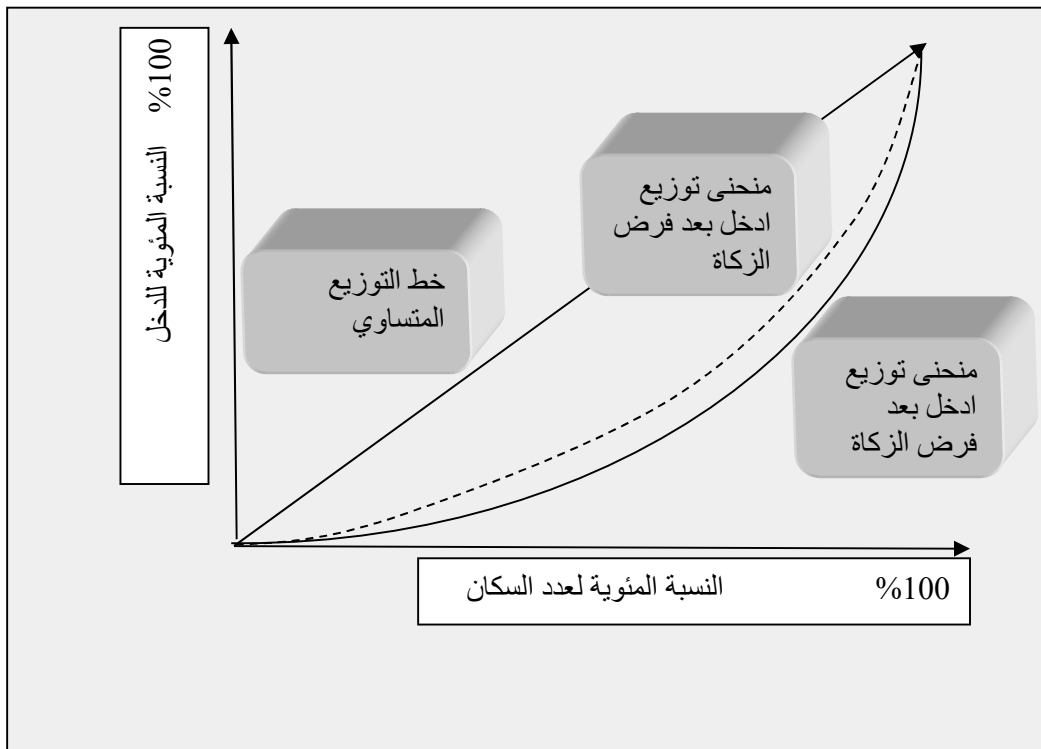 النسبة المئوية للدخل %100
منحنى توزيع
ادخل بعد فرض
الزكاة
خط التوزيع
المتساوي
منحنى توزيع
ادخل بعد
فرض الزكاة
النسبة المئوية لعدد السكان %100